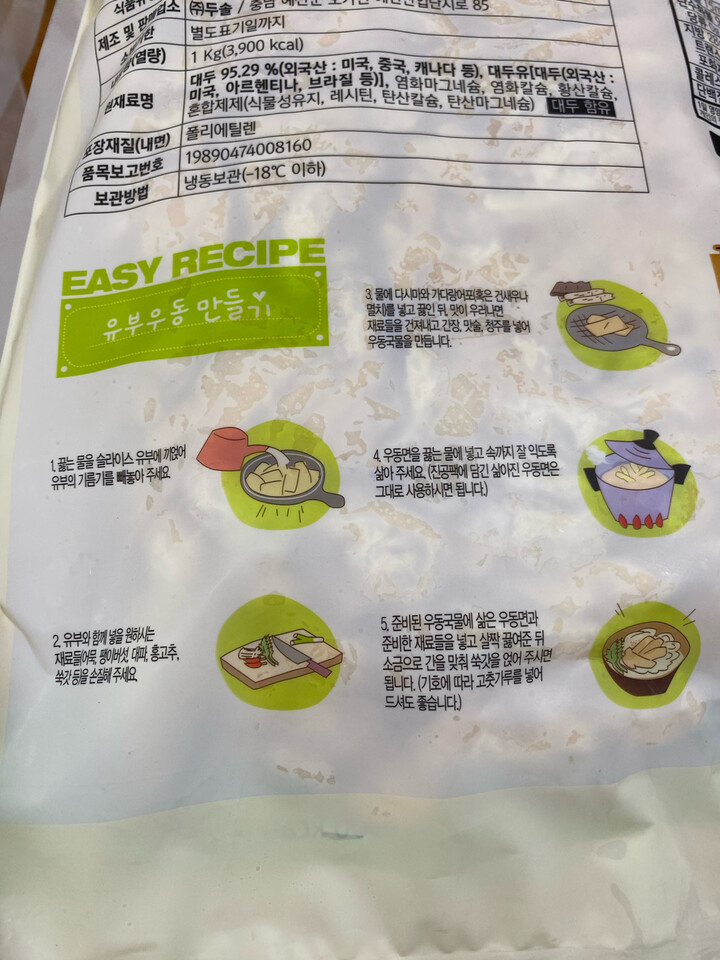 (주)두솔 / 충남 예산군
제조 및 판매업소
별도표기일까지
1 Kg(3,900 kcal)
대두 95.29 %(외국산 : 미국, 중국, 캐나다 등), 대두유[대두(외국산 :
미국, 아르헨티나, 브라질 등)], 염화마그네슘, 염화칼슘, 황산칼슘,
혼합제제(식물성유지, 레시틴, 탄산칼슘, 탄산마그네슘) 대두 함유
원재료명
포장재질(내면) 폴리에틸렌
품목보고번호 19890474008160
보관방법 냉동보관(-18℃ 이하)
EASY RECIPE
유부우동 만들기
1. 끓는 물을 슬라이스 유부에 끼얹어
유부의 기름기를 빼놓아 주세요.
2. 유부와 함께 넣을 원하시는
재료들(어묵, 팽이버섯, 대파, 홍고추,
쑥갓 등)을 손질해 주세요.
3. 물에 다시마와 가다랑어포(혹은 건새우나
멸치)를 넣고 끓인 뒤, 맛이 우러나면
재료들을 건져내고 간장, 맛술, 청주를 넣어
우동국물을 만듭니다.
4. 우동면을 끓는 물에 넣고 속까지 잘 익도록
삶아 주세요. (진공팩에 담긴 삶아진 우동면은
그대로 사용하시면 됩니다.)
5. 준비된 우동국물에 삶은 우동면과
준비한 재료들을 넣고 살짝 끓여준 뒤
소금으로 간을 맞춰 쑥갓을 얹어 주시면
됩니다. (기호에 따라 고춧가루를 넣어
드셔도 좋습니다.)